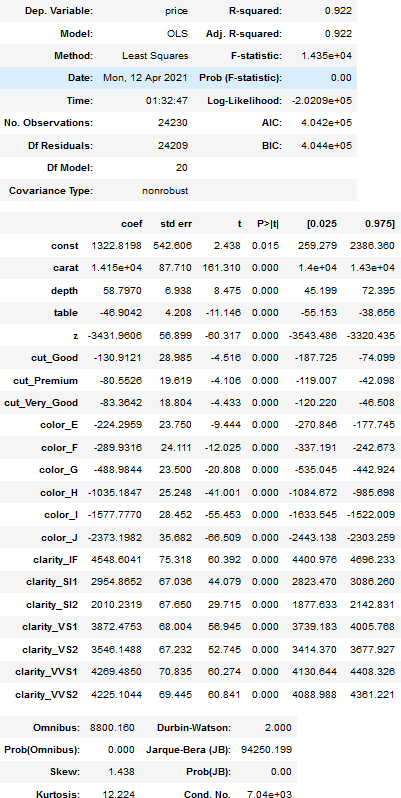 Dep. Variable: price R-squared: 0.922
Model: OLS Adj. R-squared: 0.922
Method: Least Squares F-statistic: 1.435e+04
Date: Mon, 12 Apr 2021 Prob (F-statistic): 0.00
Time: 01:32:47 Log-Likelihood: -2.0209e+05
No. Observations: 24230 AIC: 4.042e+05
Df Residuals: 24209 BIC: 4.044e+05
Df Model: 20
Covariance Type: nonrobust
coef std err t P>|t| [0.025 0.975]
const 1322.8198 542.606 2.438 0.015 259.279 2386.360
carat 1.415e+04 87.710 161.310 0.000 1.4e+04 1.43e+04
depth 58.7970 6.938 8.475 0.000 45.199 72.395
table -46.9042 4.208 -11.146 0.000 -55.153 -38.656
z -3431.9606 56.899 -60.317 0.000 -3543.486 -3320.435
cut_Good -130.9121 28.985 -4.516 0.000 -187.725 -74.099
cut_Premium -80.5526 19.619 -4.106 0.000 -119.007 -42.098
cut_Very_Good -83.3642 18.804 -4.433 0.000 -120.220 -46.508
color_E -224.2959 23.750 -9.444 0.000 -270.846 -177.745
color_F -289.9316 24.111 -12.025 0.000 -337.191 -242.673
color_G -488.9844 23.500 -20.808 0.000 -535.045 -442.924
color_H -1035.1847 25.248 -41.001 0.000 -1084.672 -985.698
color_I -1577.7770 28.452 -55.453 0.000 -1633.545 -1522.009
color_J -2373.1982 35.682 -66.509 0.000 -2443.138 -2303.259
clarity_IF 4548.6041 75.318 60.392 0.000 4400.976 4696.233
clarity_SI1 2954.8652 67.036 44.079 0.000 2823.470 3086.260
clarity_SI2 2010.2319 67.650 29.715 0.000 1877.633 2142.831
clarity_VS1 3872.4753 68.004 56.945 0.000 3739.183 4005.768
clarity_VS2 3546.1488 67.232 52.745 0.000 3414.370 3677.927
clarity_VVS1 4269.4850 70.835 60.274 0.000 4130.644 4408.326
clarity_VVS2 4225.1044 69.445 60.841 0.000 4088.988 4361.221
Omnibus: 8800.160 Durbin-Watson: 2.000
Prob(Omnibus): 0.000 Jarque-Bera (JB): 94250.199
Skew: 1.438 Prob(JB): 0.00
Kurtosis: 12.224 Cond. No. 7.04e+03